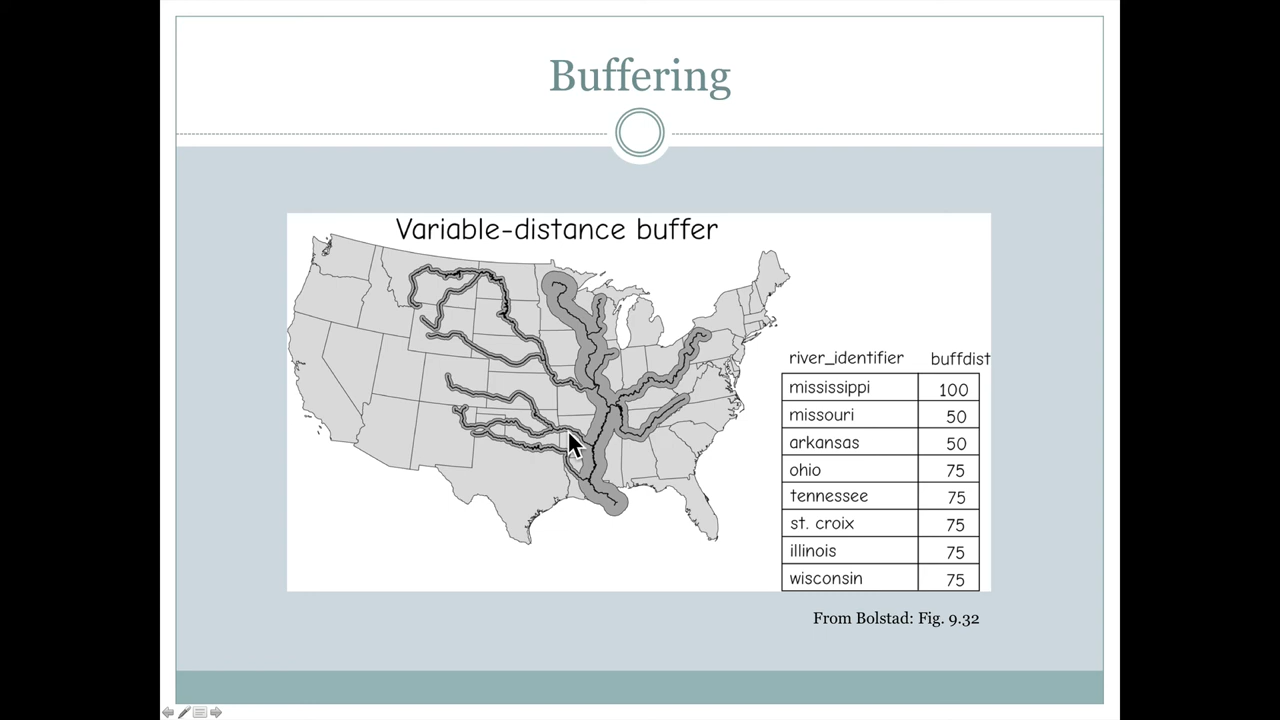 Buffering
Variable-distance buffer
river_identifier buffdist
mississippi 100
missouri 50
arkansas 50
ohio 75
tennessee 75
st. croix 75
illinois 75
wisconsin 75
From Bolstad: Fig. 9.32